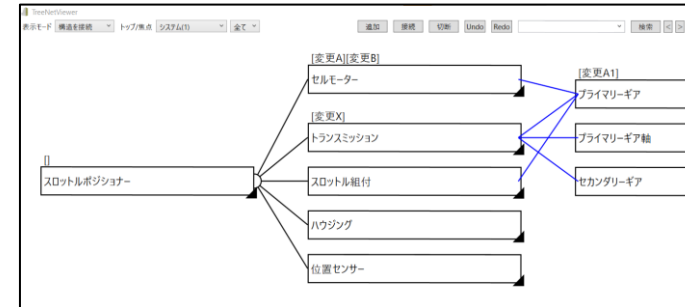 TreeNetViewer
表示モード 構造を接続 トップ/焦点 システム(1) 全て 追加 接続 切断 Undo Redo 検索 < >
[変更A][変更B]
セルモーター
[変更A1]
プライマリーギア
[変更X]
トランスミッション
プライマリーギア軸
[]
スロットルポジショナー
スロットル組付
セカンダリーギア
ハウジング
位置センサー